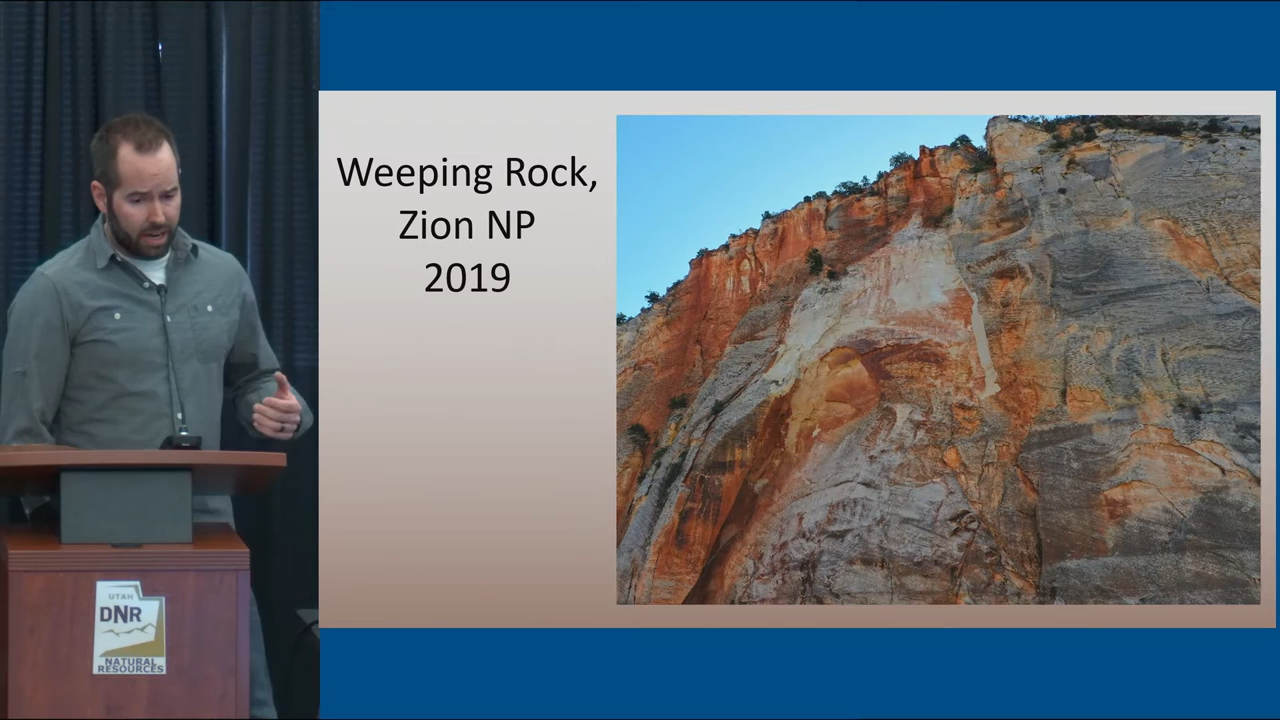 Weeping Rock,
Zion NP
2019
UTAH
DNR
NATURAL
RESOURCES